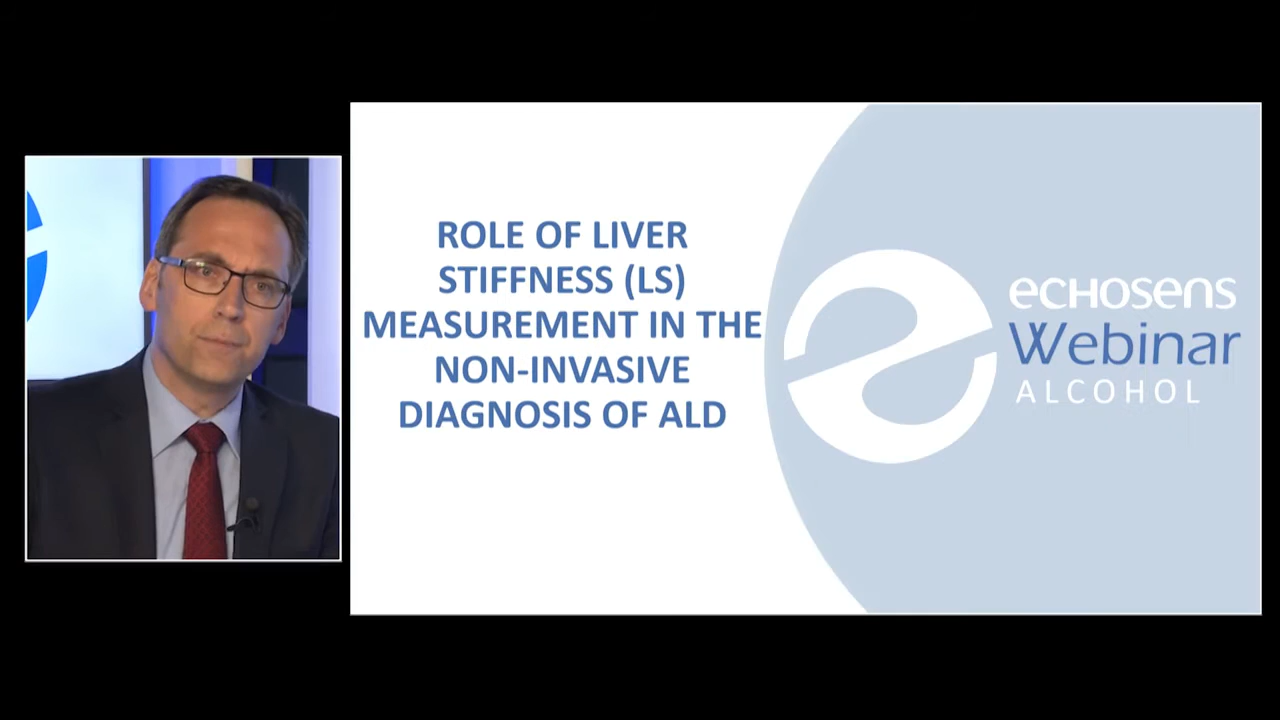 ROLE OF LIVER
STIFFNESS (LS)
MEASUREMENT IN THE
NON-INVASIVE
DIAGNOSIS OF ALD
echosens
Webinar
ALCOHOL